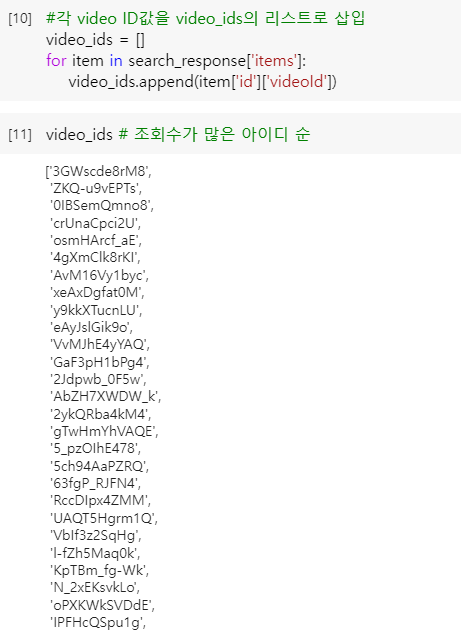 [10] #각 video ID값을 video_ids의 리스트로 삽입
video_ids = []
for item in search_response['items']:
video_ids.append(item['id']['videoId'])
[11] video_ids # 조회수가 많은 아이디 순
['3GWscde8rM8',
'ZKQ-u9vEPTs',
'0IBSemQmno8',
'crUnaCpci2U',
'osmHArcf_aE',
'4gXmClk8rKI',
'AvM16Vy1byc',
'xeAxDgfat0M',
'y9kkXTucnLU',
'eAyJslGik9o',
'VvMJhE4yYAQ',
'GaF3pH1bPg4',
'2Jdpwb_0F5w',
'AbZH7XWDW_k',
'2ykQRba4kM4',
'gTwHmYhVAQE',
'5_pzOIhE478',
'5ch94AaPZRQ',
'63fgP_RJFN4',
'RccDIpx4ZMM',
'UAQT5Hgrm1Q',
'VbIf3z2SqHg',
'l-fZh5Maq0k',
'KpTBm_fg-Wk',
'N_2xEKsvkLo',
'oPXKWkSVDdE',
'IPFHcQSpu1g',